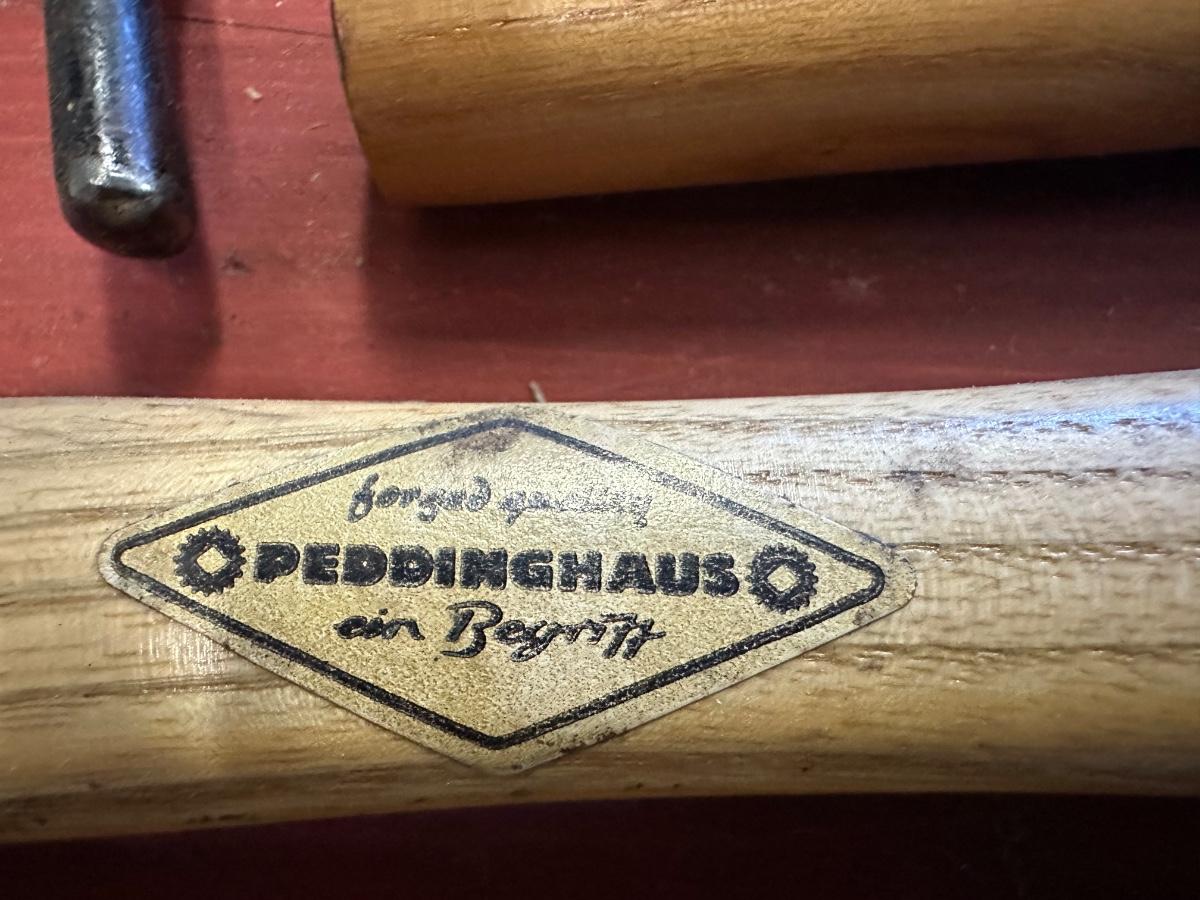 forged quality
PEDDINGHAUS
ein Begriff